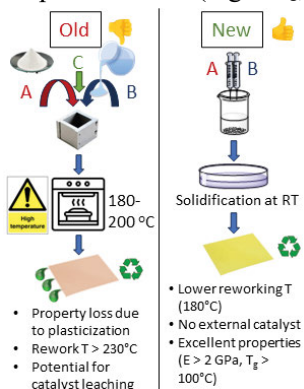 Old
New
A
C
B
A
B
High
temperature
180-
200 °C
Solidification at RT
• Property loss due
to plasticization
• Rework T > 230°C
• Potential for
catalyst leaching
• Lower reworking T
(180°C)
• No external catalyst
• Excellent properties
(E > 2 GPa, Tg >
100°C)